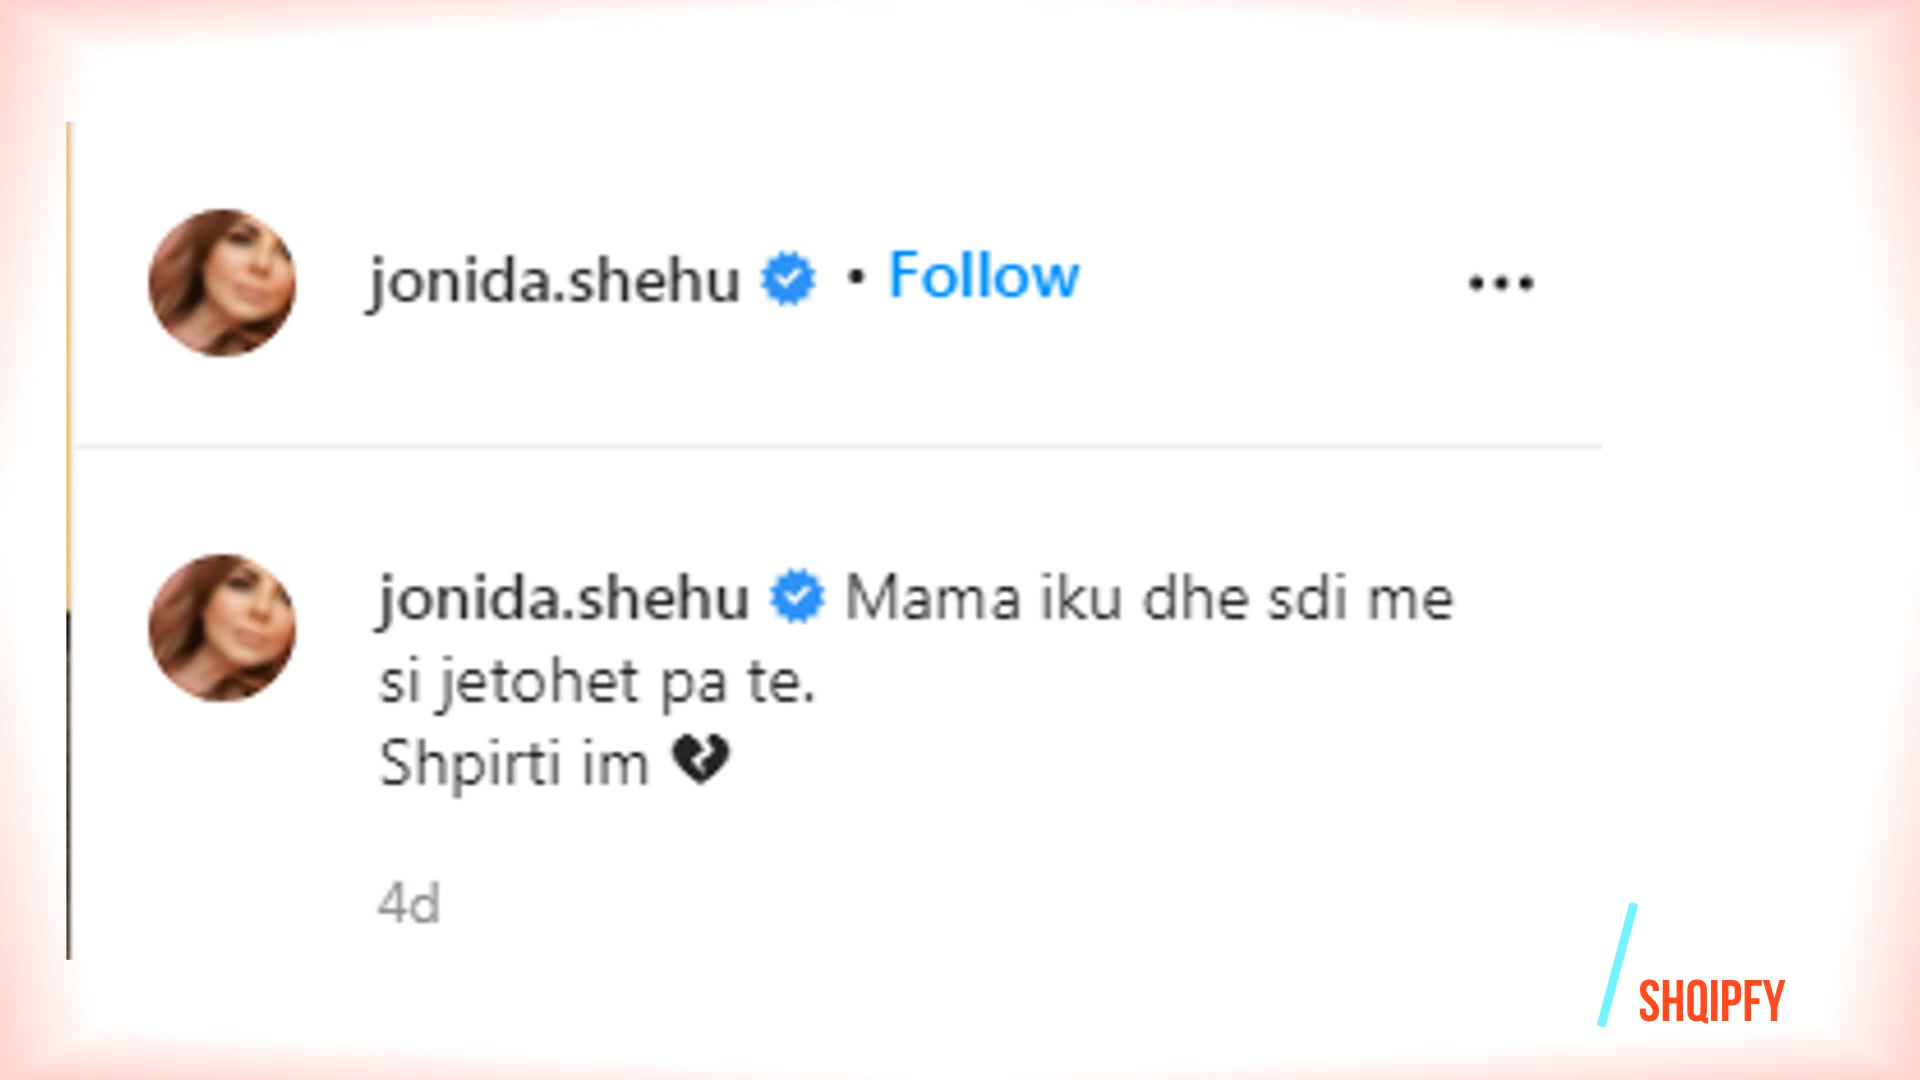 jonida.shehu • Follow
jonida.shehu Mama iku dhe sdi me
si jetohet pa te.
Shpirti im 💔
4d
SHQIPFY